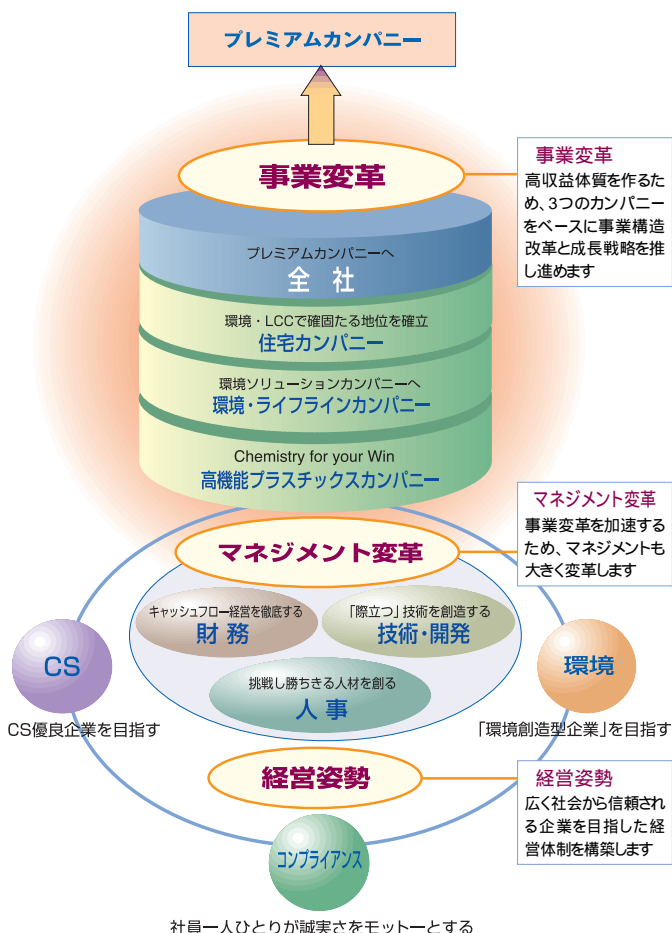 プレミアムカンパニー
事業変革
事業変革
高収益体質を作るた
め、3つのカンパニー
をベースに事業構造
改革と成長戦略を推
し進めます
プレミアムカンパニーへ
全 社
環境・LCCで確固たる地位を確立
住宅カンパニー
環境ソリューションカンパニーへ
環境・ライフラインカンパニー
Chemistry for your Win
高機能プラスチックスカンパニー
マネジメント変革
マネジメント変革
事業変革を加速する
ため、マネジメントも
大きく変革します
キャッシュフロー経営を徹底する
財 務
「際立つ」技術を創造する
技術・開発
挑戦し勝ちきる人材を創る
人 事
CS
CS優良企業を目指す
環境
「環境創造型企業」を目指す
経営姿勢
経営姿勢
広く社会から信頼され
る企業を目指した経
営体制を構築します
コンプライアンス
社員一人ひとりが誠実さをモットーとする